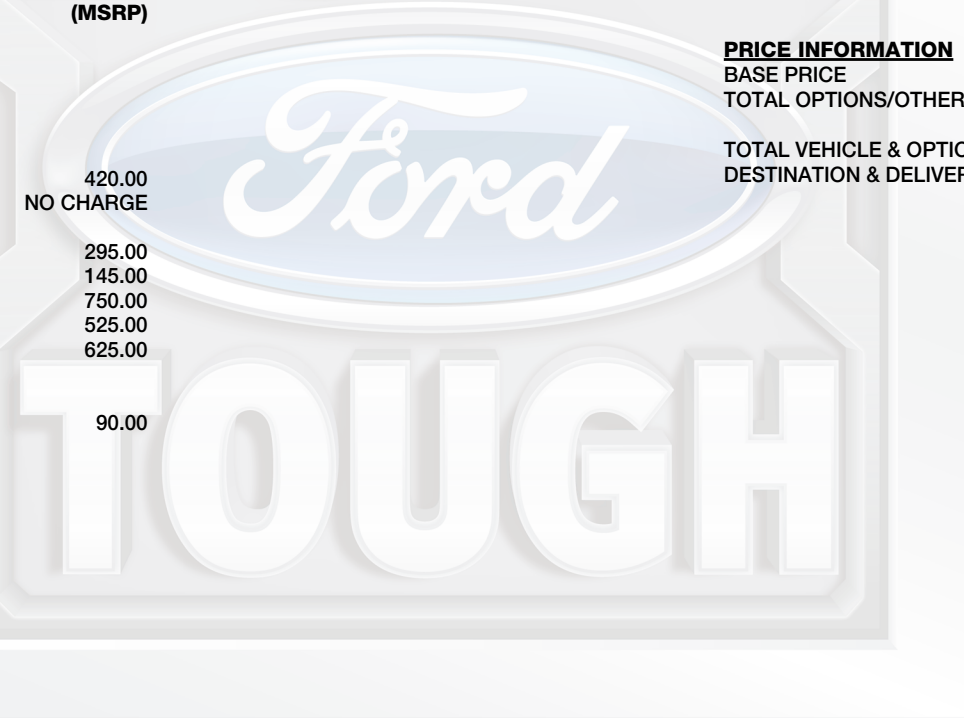 (MSRP)
420.00
NO CHARGE
295.00
145.00
750.00
525.00
625.00
90.00
PRICE INFORMATION
BASE PRICE
TOTAL OPTIONS/OTHER
TOTAL VEHICLE & OPTIO
DESTINATION & DELIVER
Ford
TOUGH